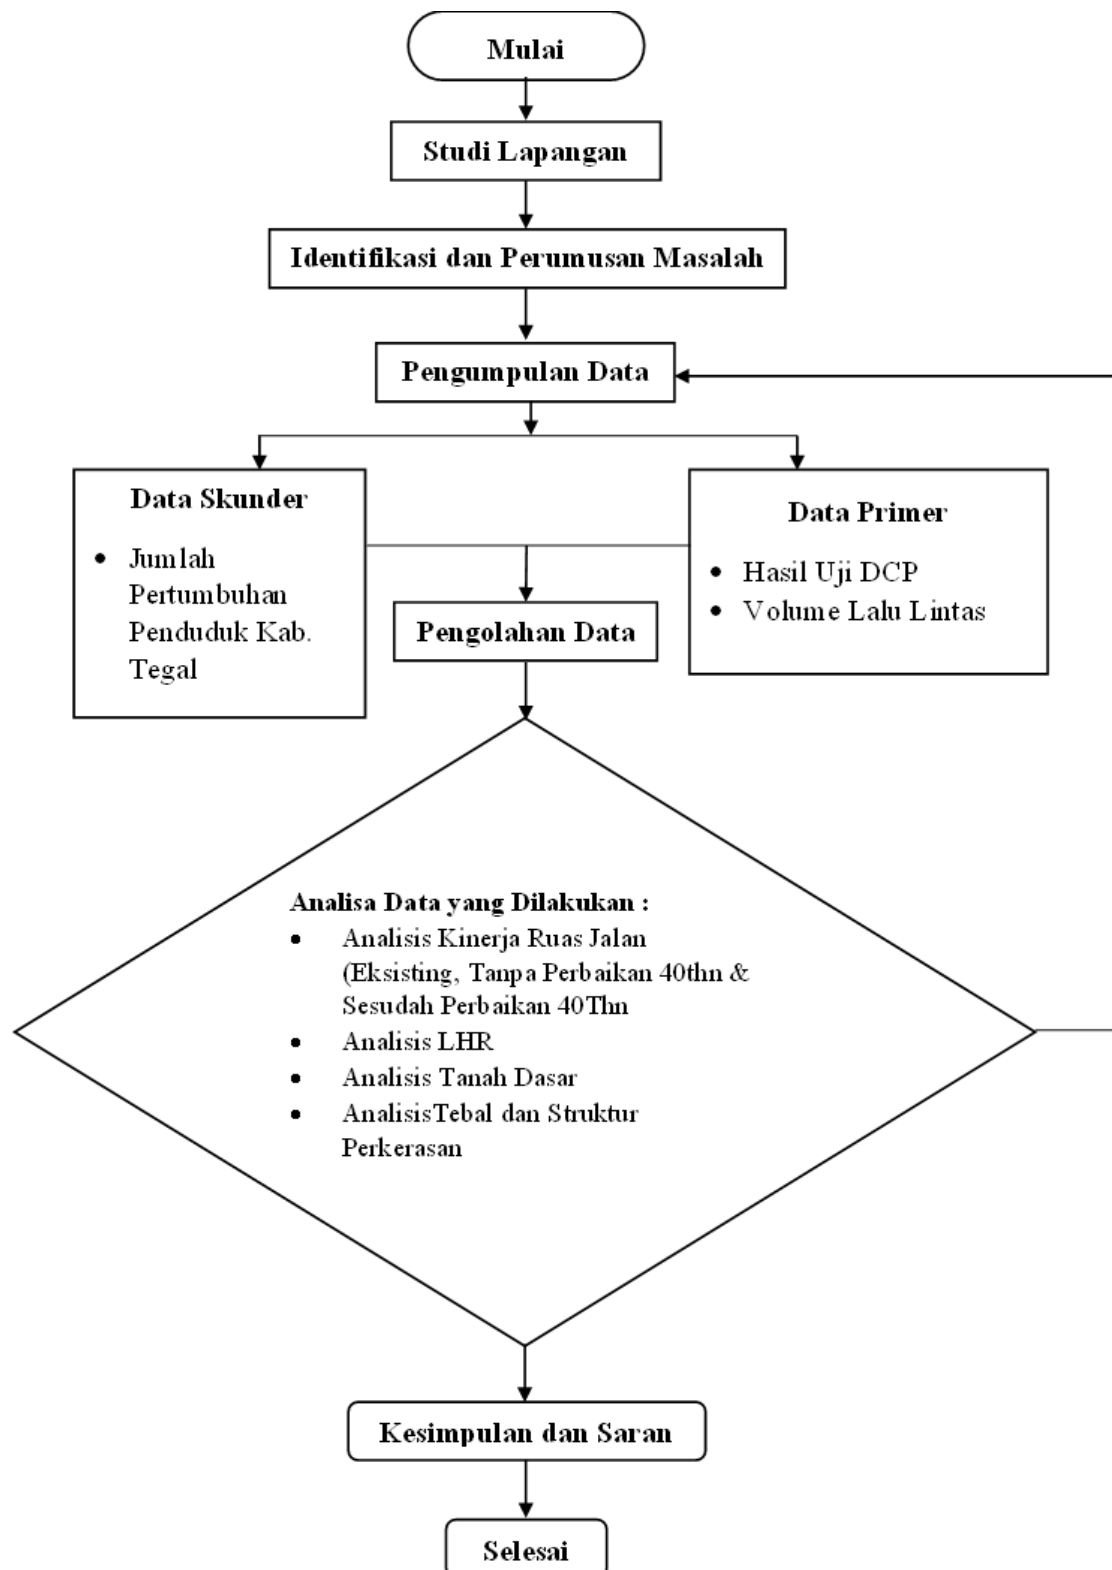 Mulai
Studi Lapangan
Identifikasi dan Perumusan Masalah
Pengumpulan Data
Data Skunder
• Jumlah
Pertumbuhan
Penduduk Kab.
Tegal
Data Primer
• Hasil Uji DCP
• Volume Lalu Lintas
Pengolahan Data
Analisa Data yang Dilakukan :
• Analisis Kinerja Ruas Jalan
(Eksisting, Tanpa Perbaikan 40thn &
Sesudah Perbaikan 40Thn
• Analisis LHR
• Analisis Tanah Dasar
• AnalisisTebal dan Struktur
Perkerasan
Kesimpulan dan Saran
Selesai